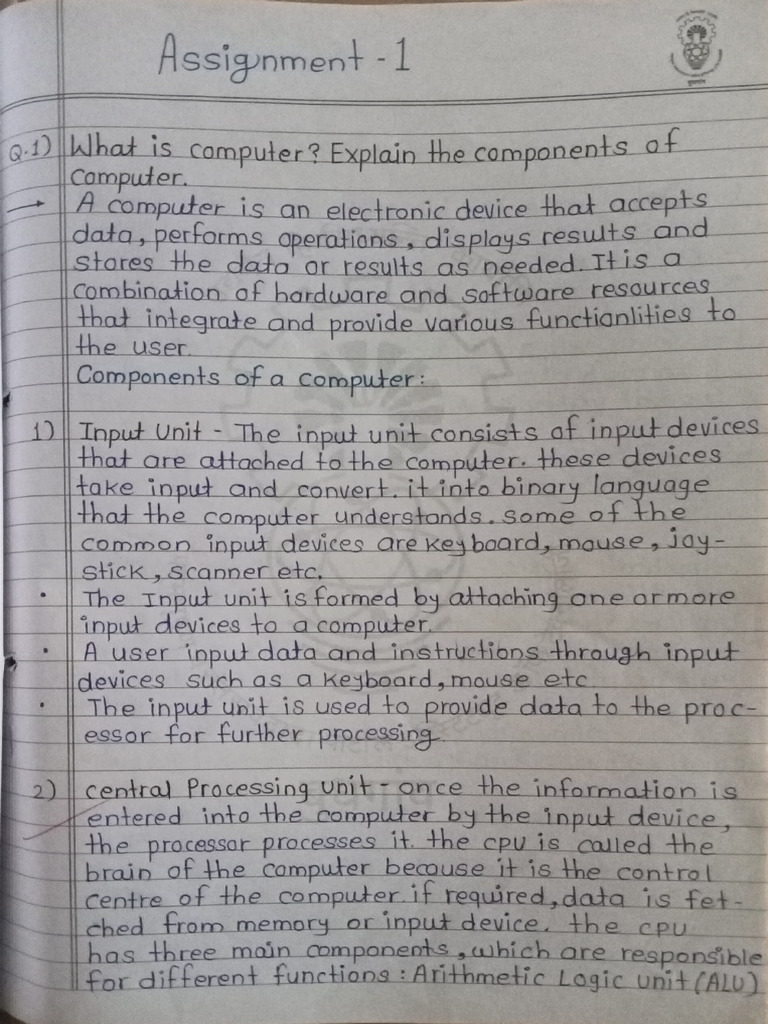 Assignment - 1
Q.1) What is computer? Explain the components of
computer.
→ A computer is an electronic device that accepts
data, performs operations, displays results and
stores the data or results as needed. It is a
combination of hardware and software resources
that integrate and provide various functionlities to
the user.
Components of a computer:
1) Input Unit - The input unit consists of input devices
that are attached to the computer. these devices
take input and convert. it into binary language
that the computer understands. some of the
common input devices are keyboard, mouse, joy-
stick, scanner etc.
• The Input unit is formed by attaching one or more
input devices to a computer.
• A user input data and instructions through input
devices such as a keyboard, mouse etc
• The input unit is used to provide data to the proc-
essor for further processing.
2) central Processing unit - once the information is
entered into the computer by the input device,
the processor processes it. the cpu is called the
brain of the computer because it is the control
centre of the computer. if required, data is fet-
ched from memory or input device. the cpu
has three main components, which are responsible
for different functions : Arithmetic Logic unit (ALU)